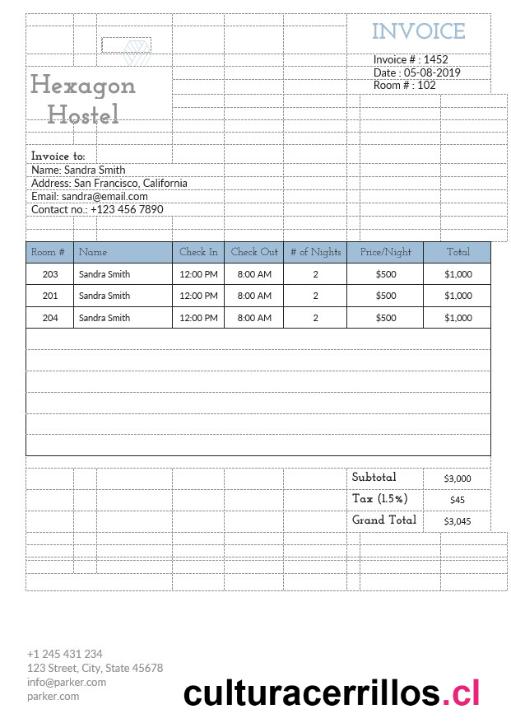 INVOICE
Invoice # : 1452
Date : 05-08-2019
Room # : 102
Hexagon
Hostel
Invoice to:
Name: Sandra Smith
Address: San Francisco, California
Email: sandra@email.com
Contact no.: +123 456 7890
Room # Name Check In Check Out # of Nights Price/Night Total
203 Sandra Smith 12:00 PM 8:00 AM 2 $500 $1,000
201 Sandra Smith 12:00 PM 8:00 AM 2 $500 $1,000
204 Sandra Smith 12:00 PM 8:00 AM 2 $500 $1,000
Subtotal $3,000
Tax (1.5%) $45
Grand Total $3,045
+1 245 431 234
123 Street, City, State 45678
info@parker.com
parker.com
culturacerrillos.cl